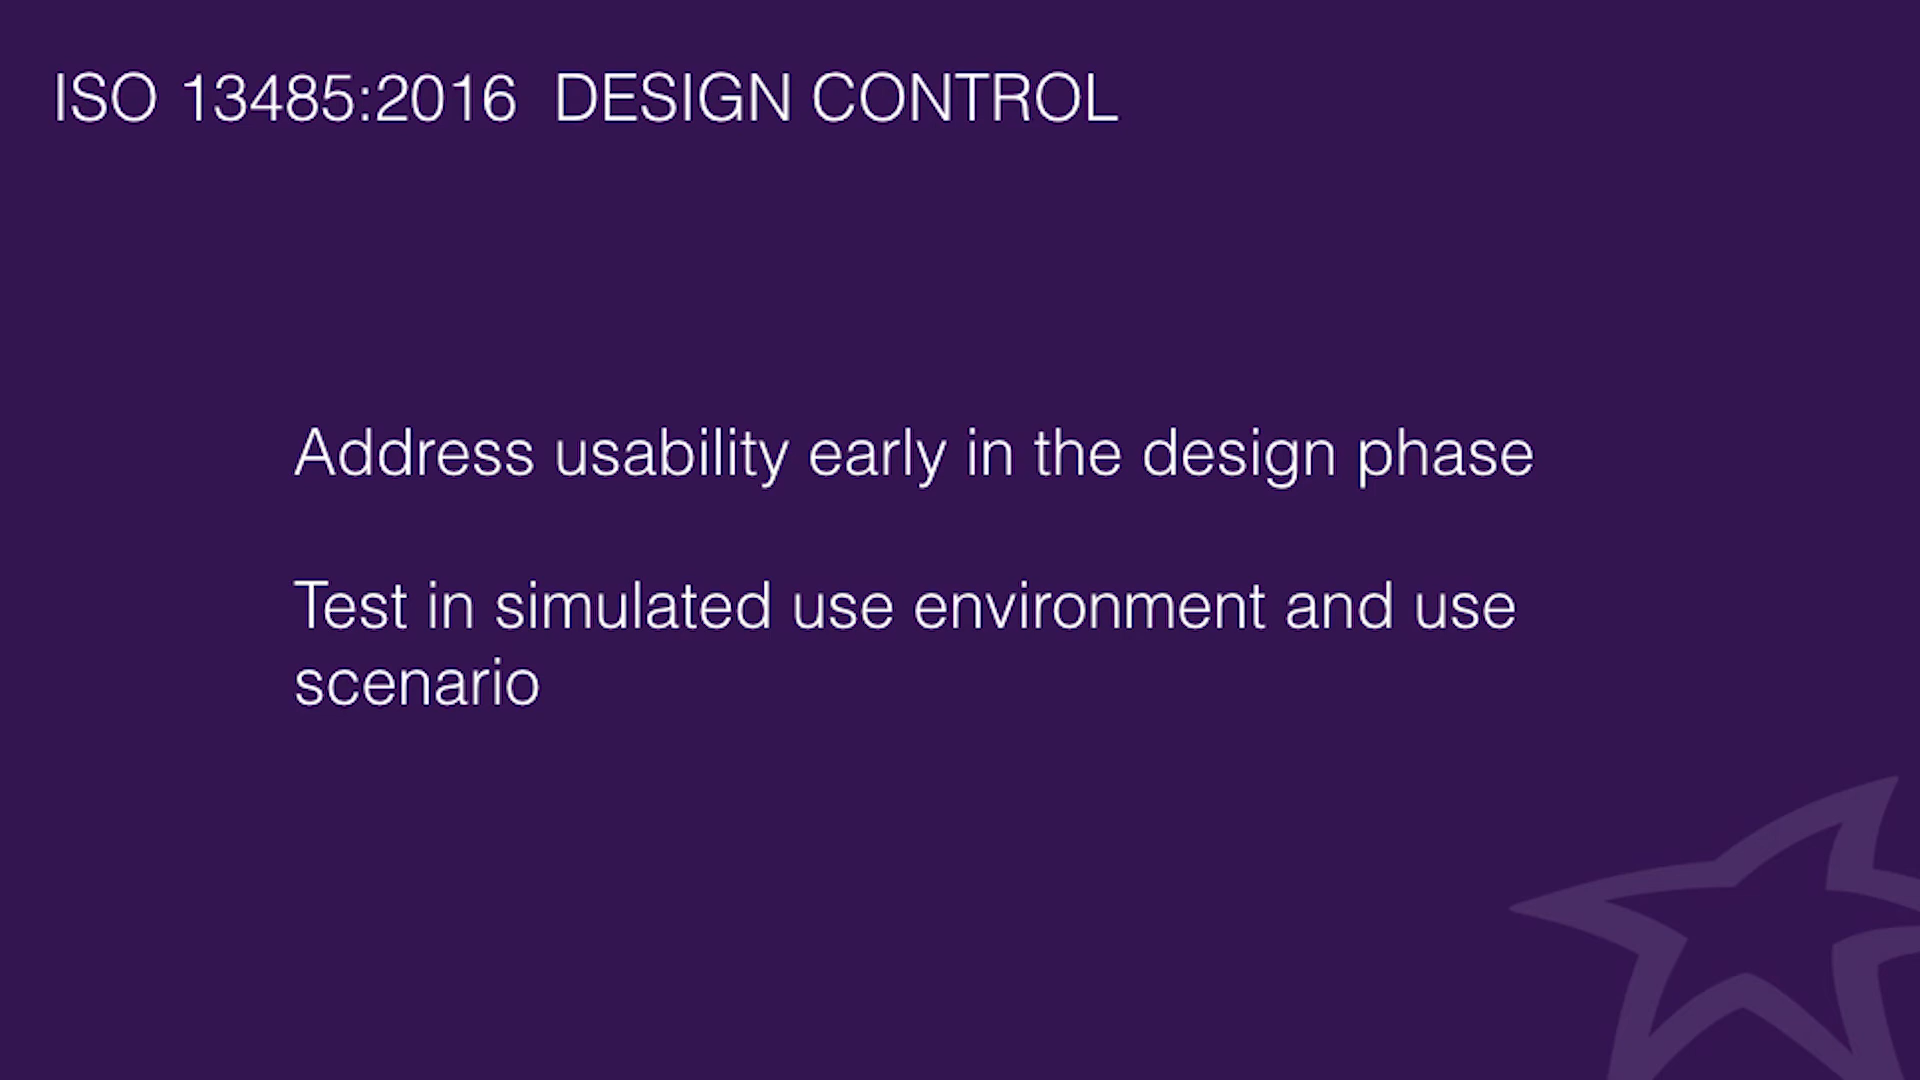 ISO 13485:2016 DESIGN CONTROL
Address usability early in the design phase
Test in simulated use environment and use
scenario